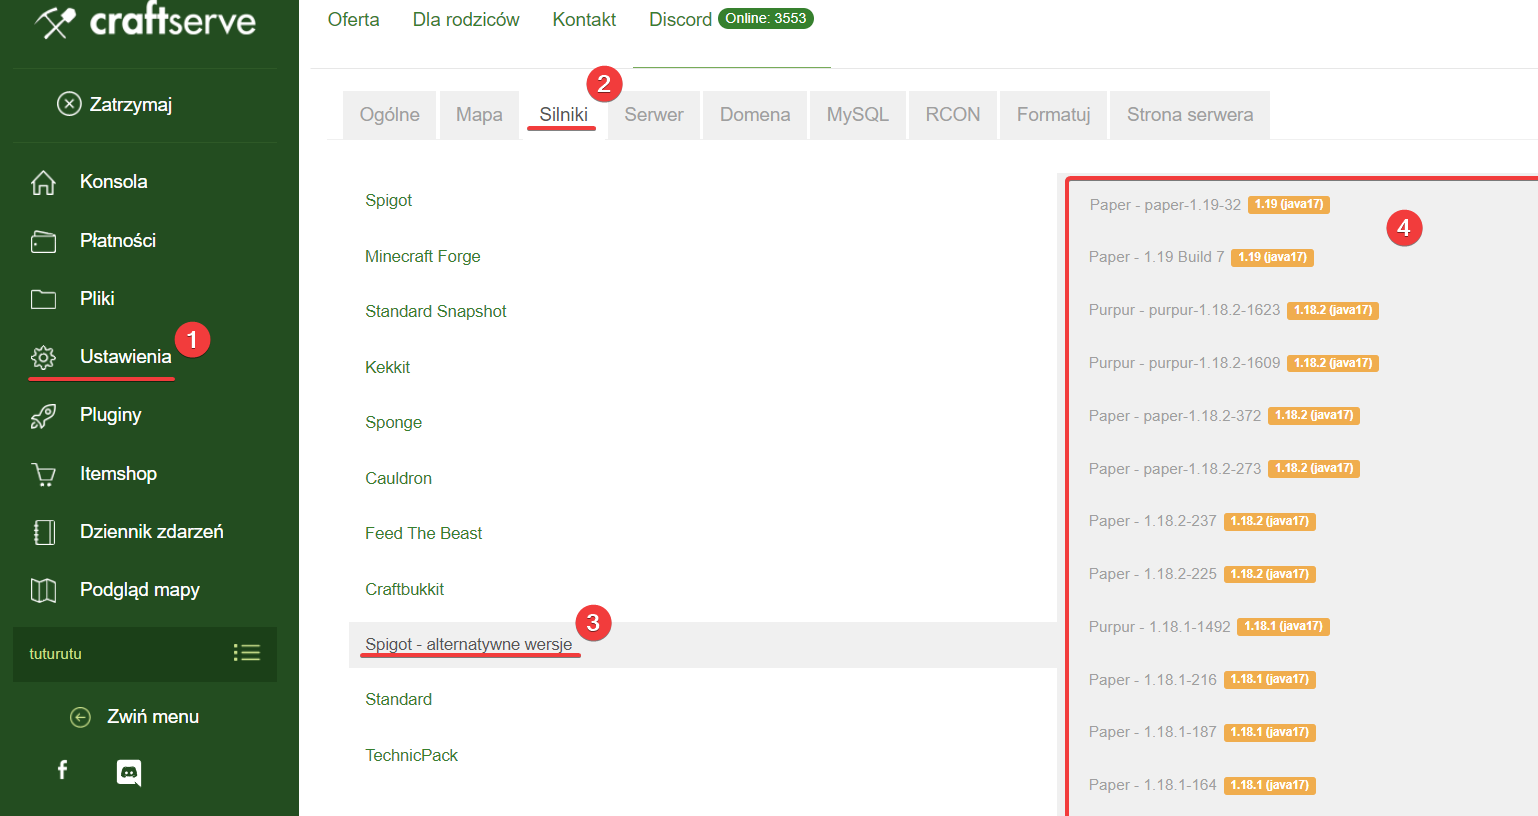 craftserve
Zatrzymaj
Konsola
Płatności
Pliki
Ustawienia 1
Pluginy
Itemshop
Dziennik zdarzeń
Podgląd mapy
tuturutu
Zwiń menu
Oferta Dla rodziców Kontakt Discord Online: 3553
2
Ogólne Mapa Silniki Serwer Domena MySQL RCON Formatuj Strona serwera
Spigot
Minecraft Forge
Standard Snapshot
Kekkit
Sponge
Cauldron
Feed The Beast
Craftbukkit
3
Spigot - alternatywne wersje
Standard
TechnicPack
Paper - paper-1.19-32 1.19 (java17)
4
Paper - 1.19 Build 7 1.19 (java17)
Purpur - purpur-1.18.2-1623 1.18.2 (java17)
Purpur - purpur-1.18.2-1609 1.18.2 (java17)
Paper - paper-1.18.2-372 1.18.2 (java17)
Paper - paper-1.18.2-273 1.18.2 (java17)
Paper - 1.18.2-237 1.18.2 (java17)
Paper - 1.18.2-225 1.18.2 (java17)
Purpur - 1.18.1-1492 1.18.1 (java17)
Paper - 1.18.1-216 1.18.1 (java17)
Paper - 1.18.1-187 1.18.1 (java17)
Paper - 1.18.1-164 1.18.1 (java17)